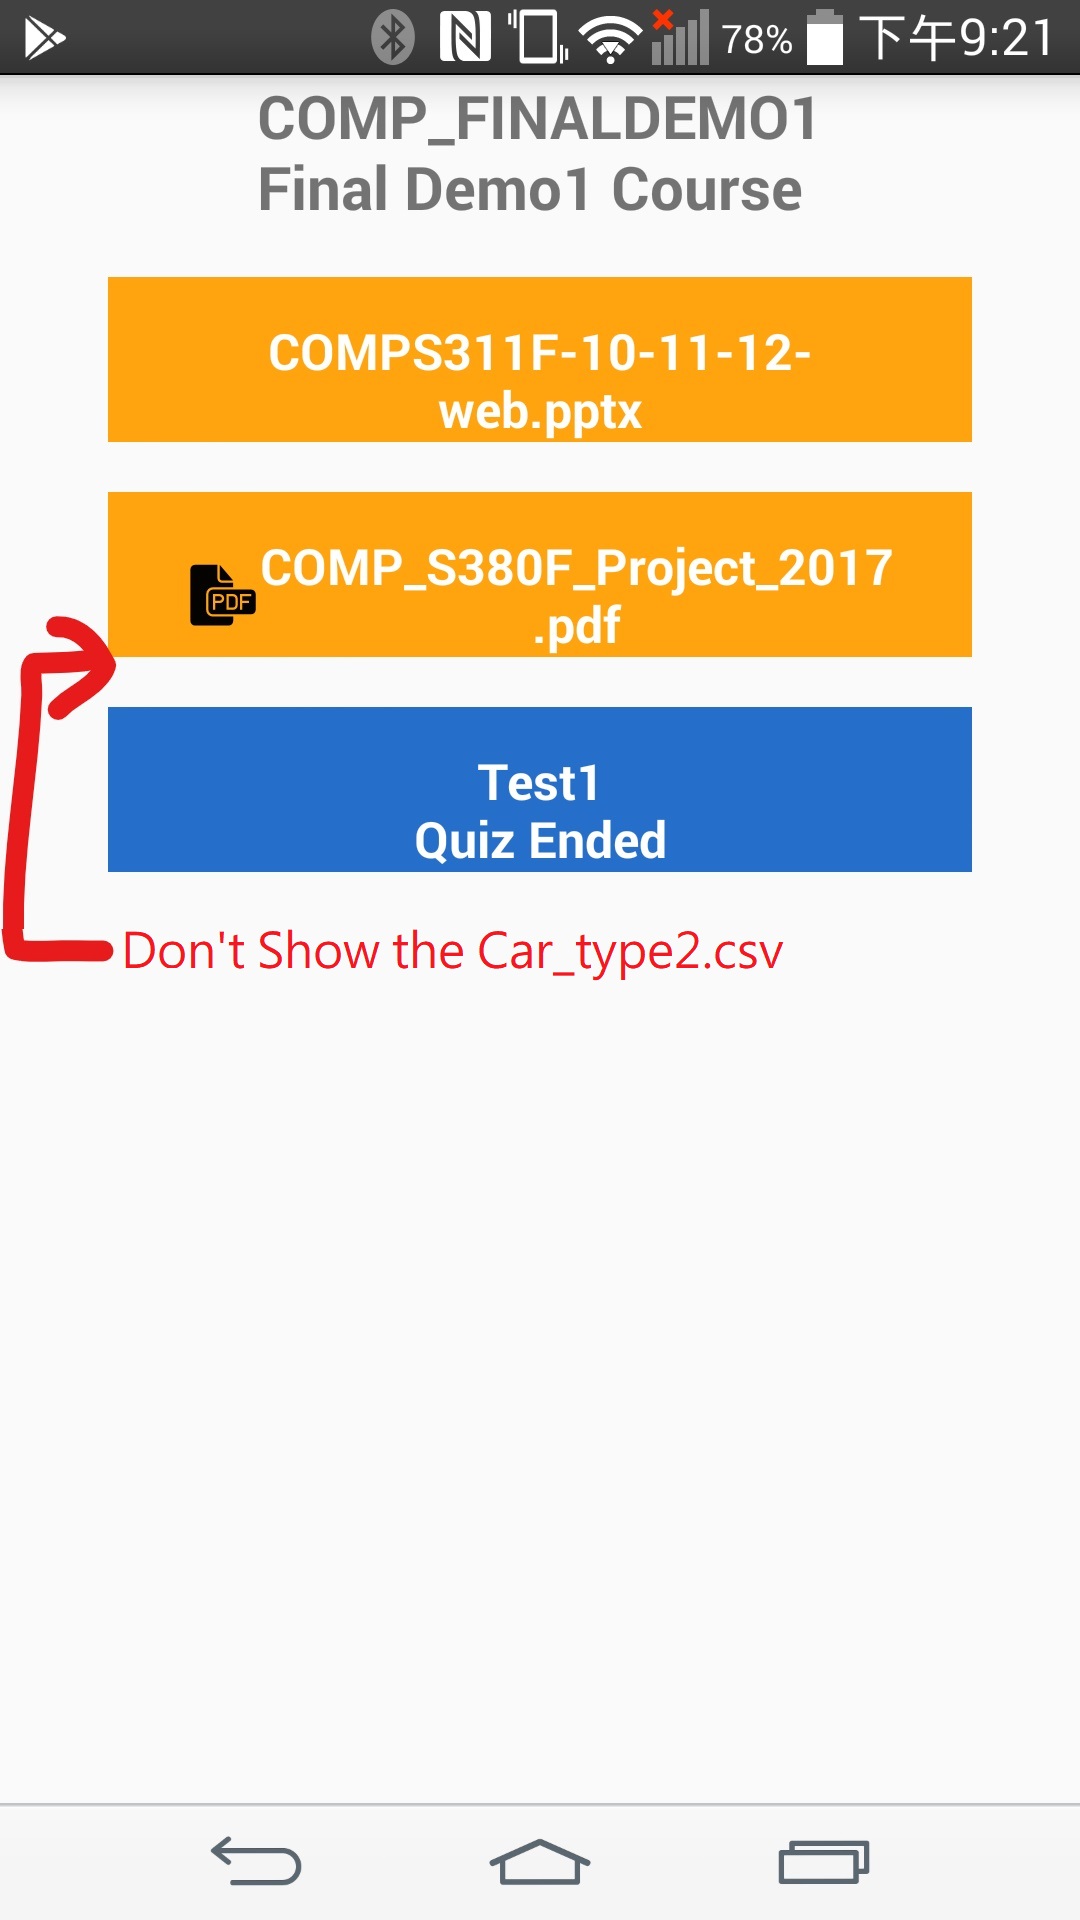 78% 下午9:21
COMP_FINALDEMO1
Final Demo1 Course
COMPS311F-10-11-12-
web.pptx
COMP_S380F_Project_2017
.pdf
PDF
Test1
Quiz Ended
Don't Show the Car_type2.csv